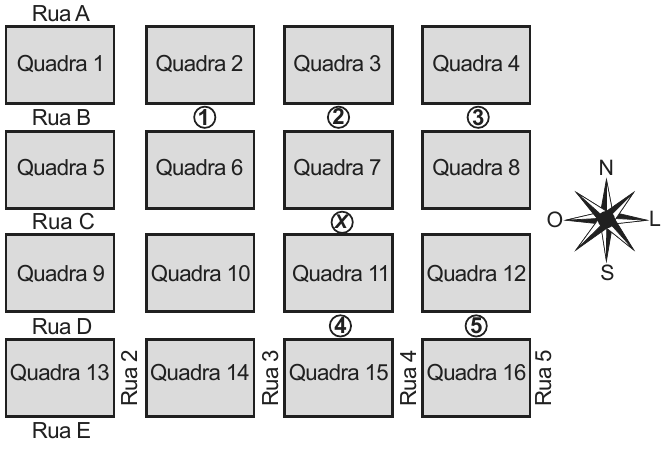 Rua A
Quadra 1 Quadra 2 Quadra 3 Quadra 4
Rua B 1 2 3
Quadra 5 Quadra 6 Quadra 7 Quadra 8
N
O L
S
Rua C X
Quadra 9 Quadra 10 Quadra 11 Quadra 12
Rua D 4 5
Quadra 13 Rua 2 Quadra 14 Rua 3 Quadra 15 Rua 4 Quadra 16 Rua 5
Rua E